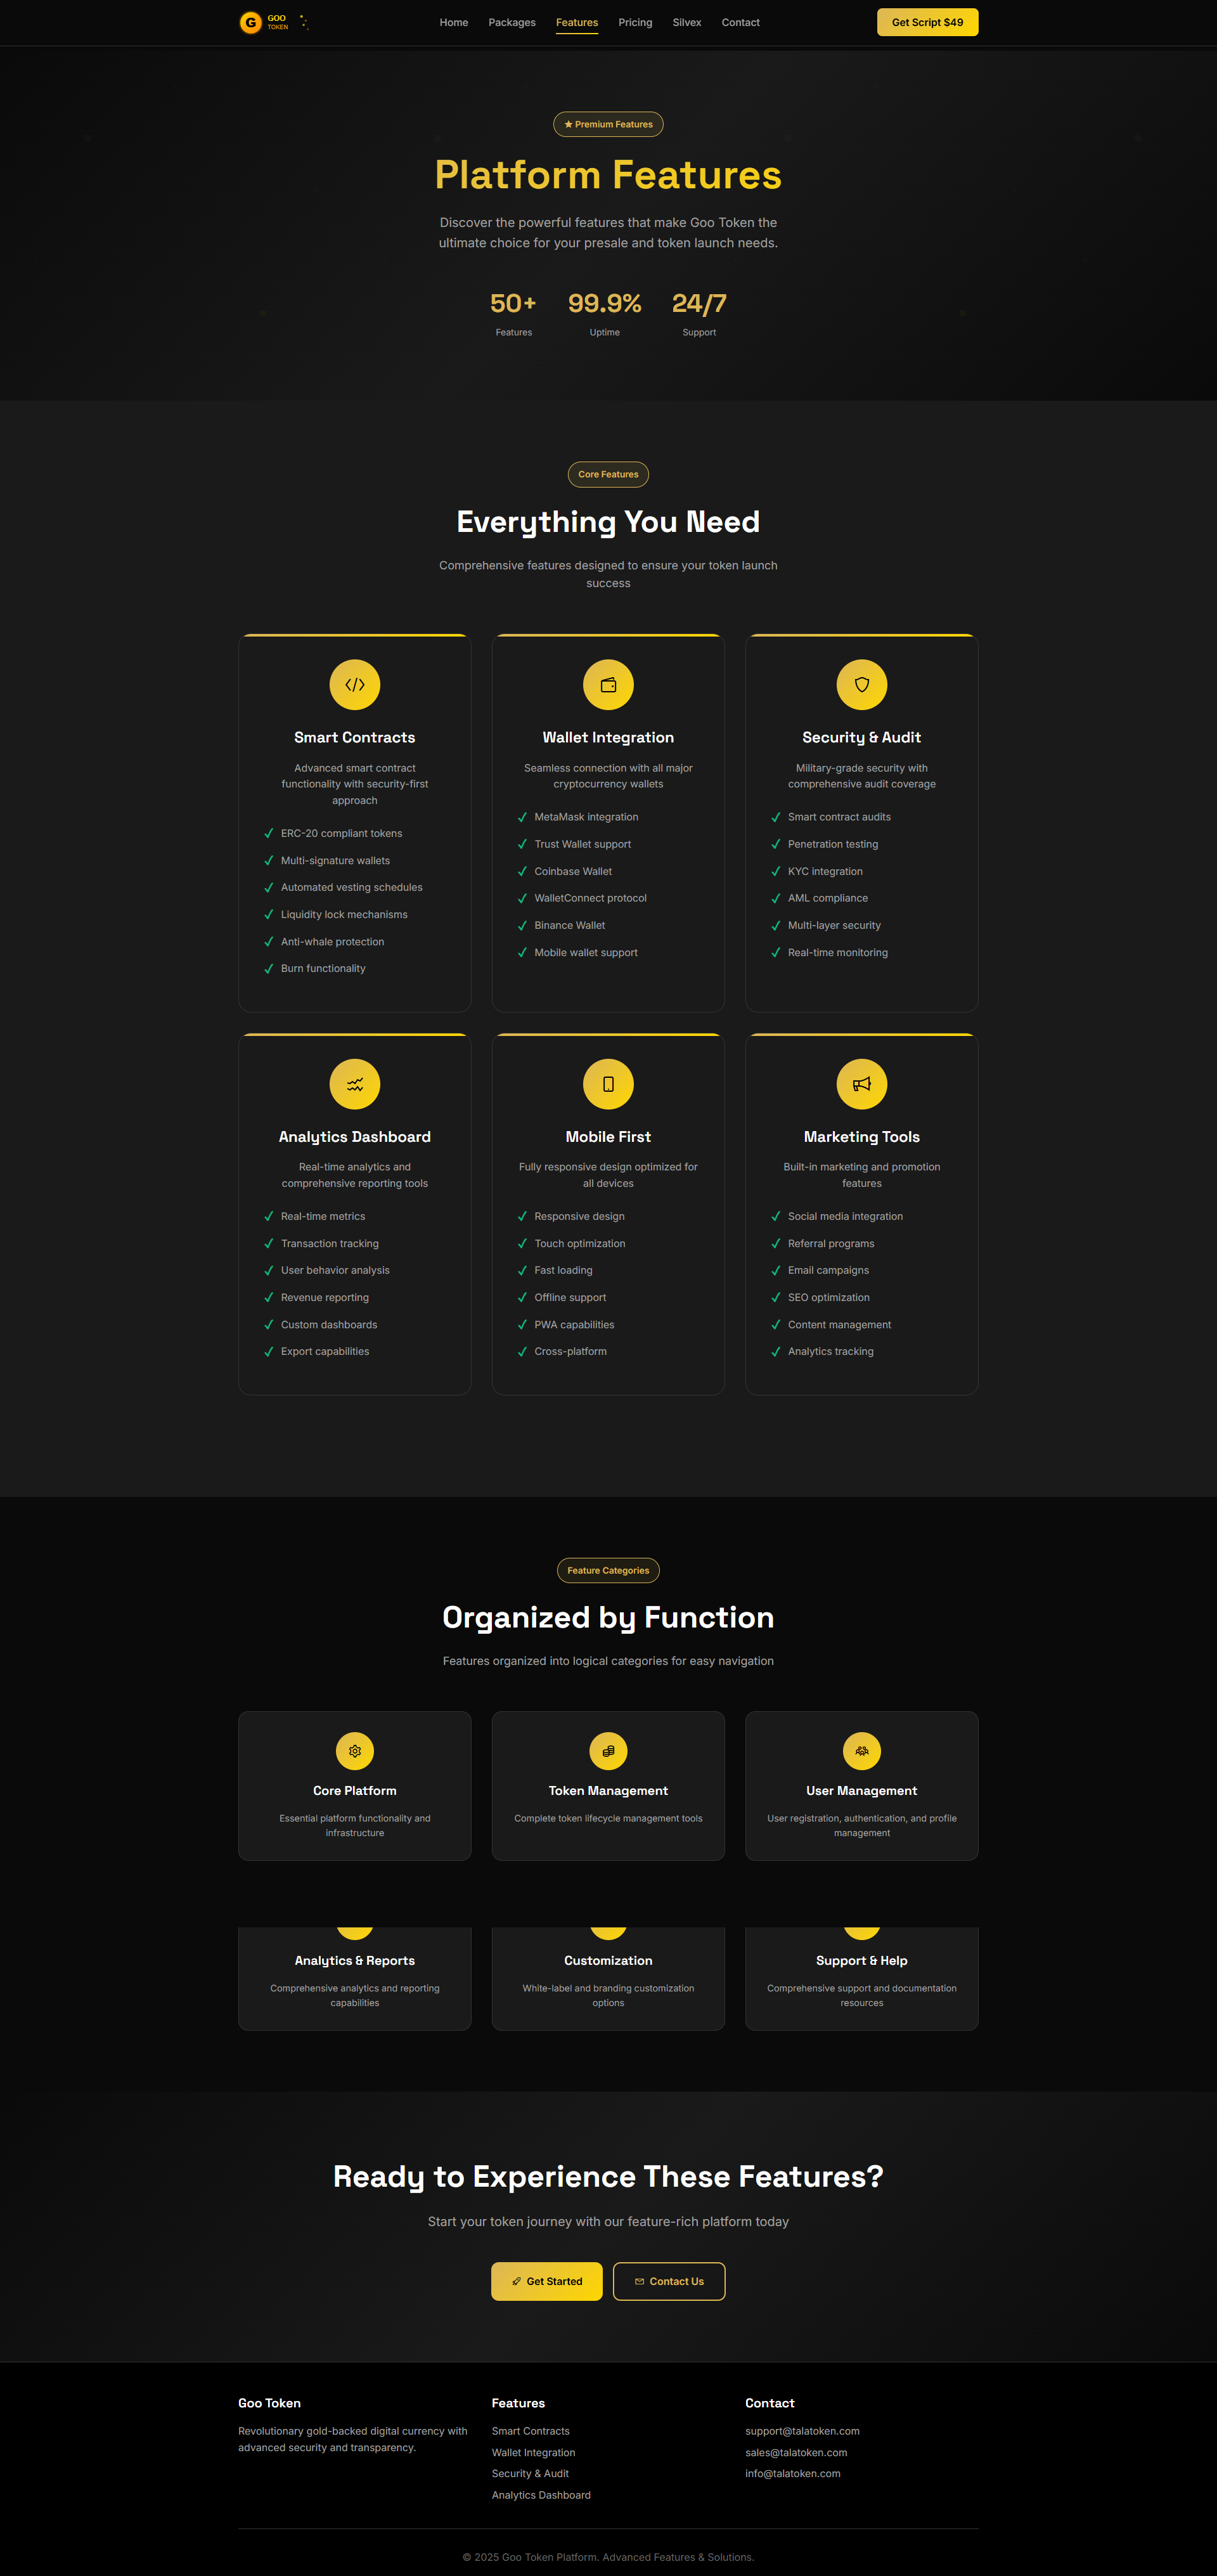 G GOO
TOKEN
Home Packages Features Pricing Silvex Contact
Get Script $49
Premium Features
Platform Features
Discover the powerful features that make Goo Token the
ultimate choice for your presale and token launch needs.
50+ 99.9% 24/7
Features Uptime Support
Core Features
Everything You Need
Comprehensive features designed to ensure your token launch
success
Smart Contracts
Advanced smart contract
functionality with security-first
approach
ERC-20 compliant tokens
Multi-signature wallets
Automated vesting schedules
Liquidity lock mechanisms
Anti-whale protection
Burn functionality
Wallet Integration
Seamless connection with all major
cryptocurrency wallets
MetaMask integration
Trust Wallet support
Coinbase Wallet
WalletConnect protocol
Binance Wallet
Mobile wallet support
Security & Audit
Military-grade security with
comprehensive audit coverage
Smart contract audits
Penetration testing
KYC integration
AML compliance
Multi-layer security
Real-time monitoring
Analytics Dashboard
Real-time analytics and
comprehensive reporting tools
Real-time metrics
Transaction tracking
User behavior analysis
Revenue reporting
Custom dashboards
Export capabilities
Mobile First
Fully responsive design optimized for
all devices
Responsive design
Touch optimization
Fast loading
Offline support
PWA capabilities
Cross-platform
Marketing Tools
Built-in marketing and promotion
features
Social media integration
Referral programs
Email campaigns
SEO optimization
Content management
Analytics tracking
Feature Categories
Organized by Function
Features organized into logical categories for easy navigation
Core Platform
Essential platform functionality and
infrastructure
Token Management
Complete token lifecycle management tools
User Management
User registration, authentication, and profile
management
Analytics & Reports
Comprehensive analytics and reporting
capabilities
Customization
White-label and branding customization
options
Support & Help
Comprehensive support and documentation
resources
Ready to Experience These Features?
Start your token journey with our feature-rich platform today
Get Started
Contact Us
Goo Token
Revolutionary gold-backed digital currency with
advanced security and transparency.
Features
Smart Contracts
Wallet Integration
Security & Audit
Analytics Dashboard
Contact
support@talatoken.com
sales@talatoken.com
info@talatoken.com
© 2025 Goo Token Platform. Advanced Features & Solutions.